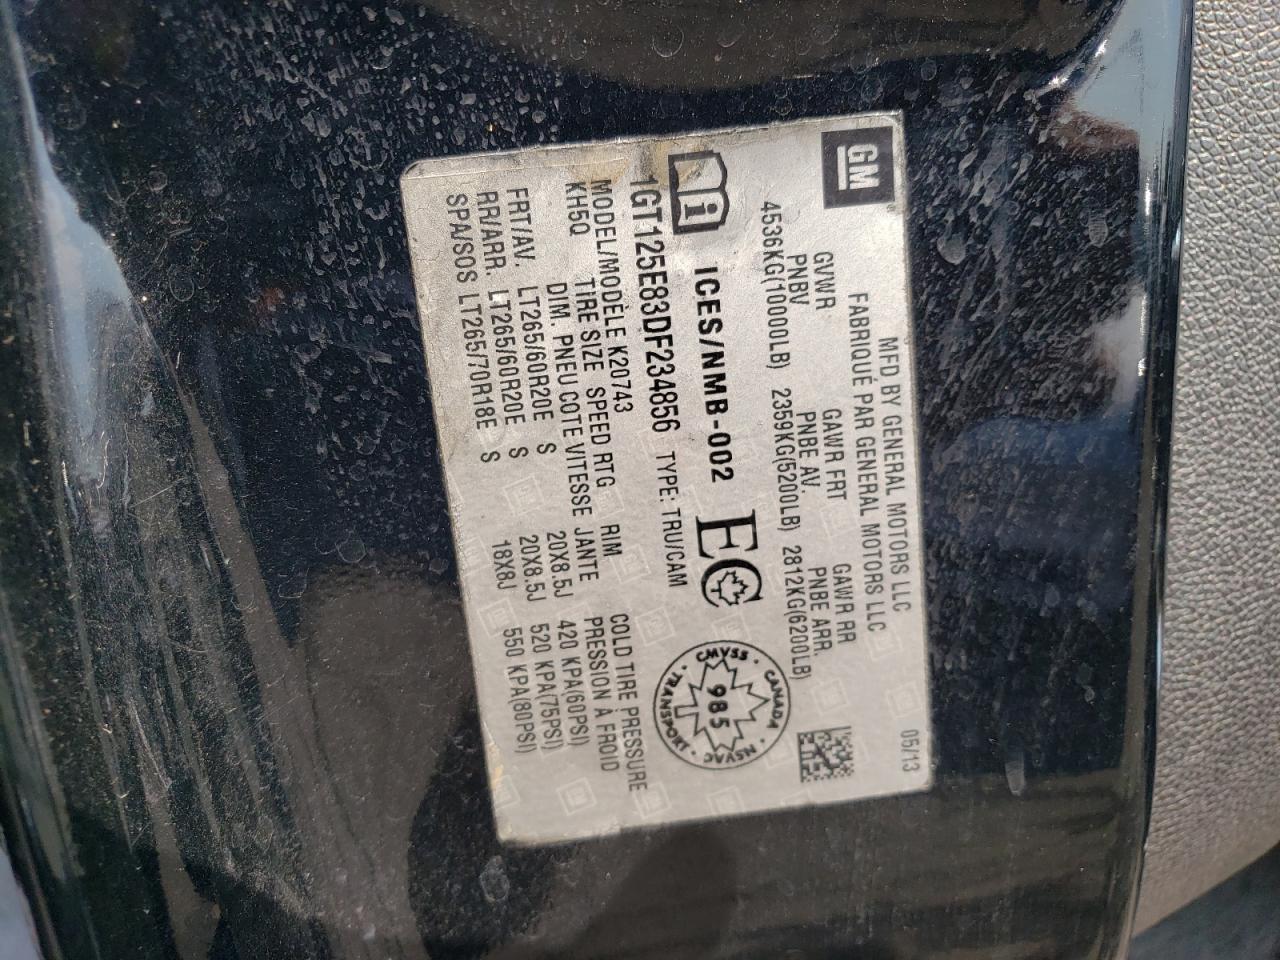 GM
MFD BY GENERAL MOTORS LLC 05/13
FABRIQUÉ PAR GENERAL MOTORS LLC
GVWR GAWR FRT GAWR RR
PNBV PNBE AV. PNBE ARR.
4536KG(10000LB) 2359KG(5200LB) 2812KG(6200LB)
ICES/NMB-002
CANADA NSVAC TRANSPORT CMVSS
985
1GT125E83DF234856 TYPE: TRU/CAM
MODEL/MODÈLE K20743
KH5Q TIRE SIZE SPEED RTG RIM COLD TIRE PRESSURE
DIM. PNEU COTE VITESSE JANTE PRESSION À FROID
FRT/AV. LT265/60R20E S 20X8.5J 420 KPA(60PSI)
RR/ARR. LT265/60R20E S 20X8.5J 520 KPA(75PSI)
SPA/SOS LT265/70R18E S 18X8J 550 KPA(80PSI)